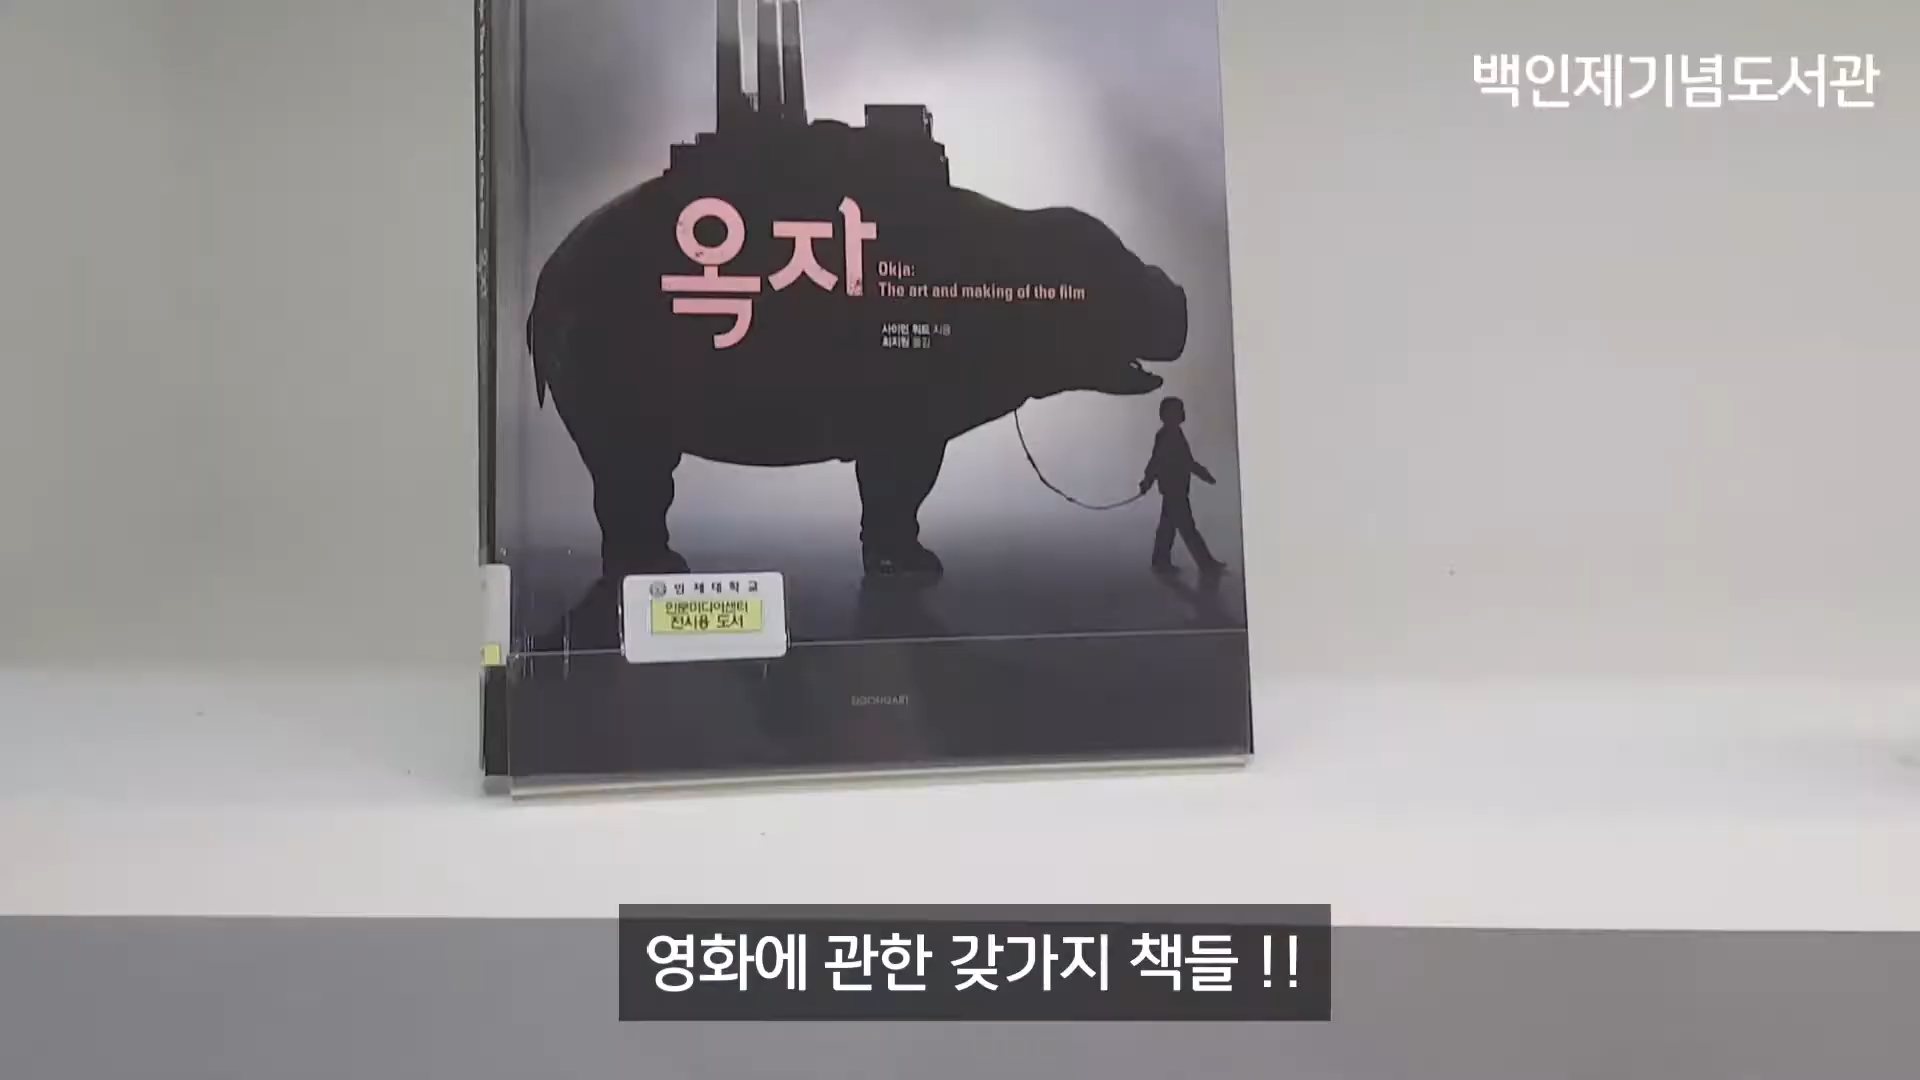 백인제기념도서관
옥자
Okja:
The art and making of the film
사이먼 워드 지음
최지원 옮김
인제대학교
인문미디어센터
전시용 도서
영화에 관한 갖가지 책들 !!